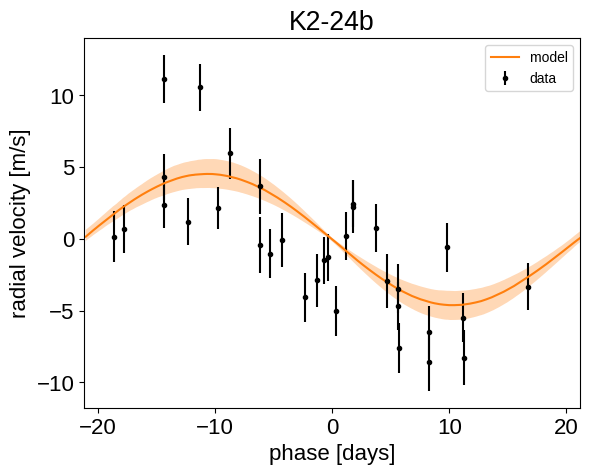 K2-24b
model
data
radial velocity [m/s]
10
5
0
−5
−10
−20
−10
0
10
20
phase [days]